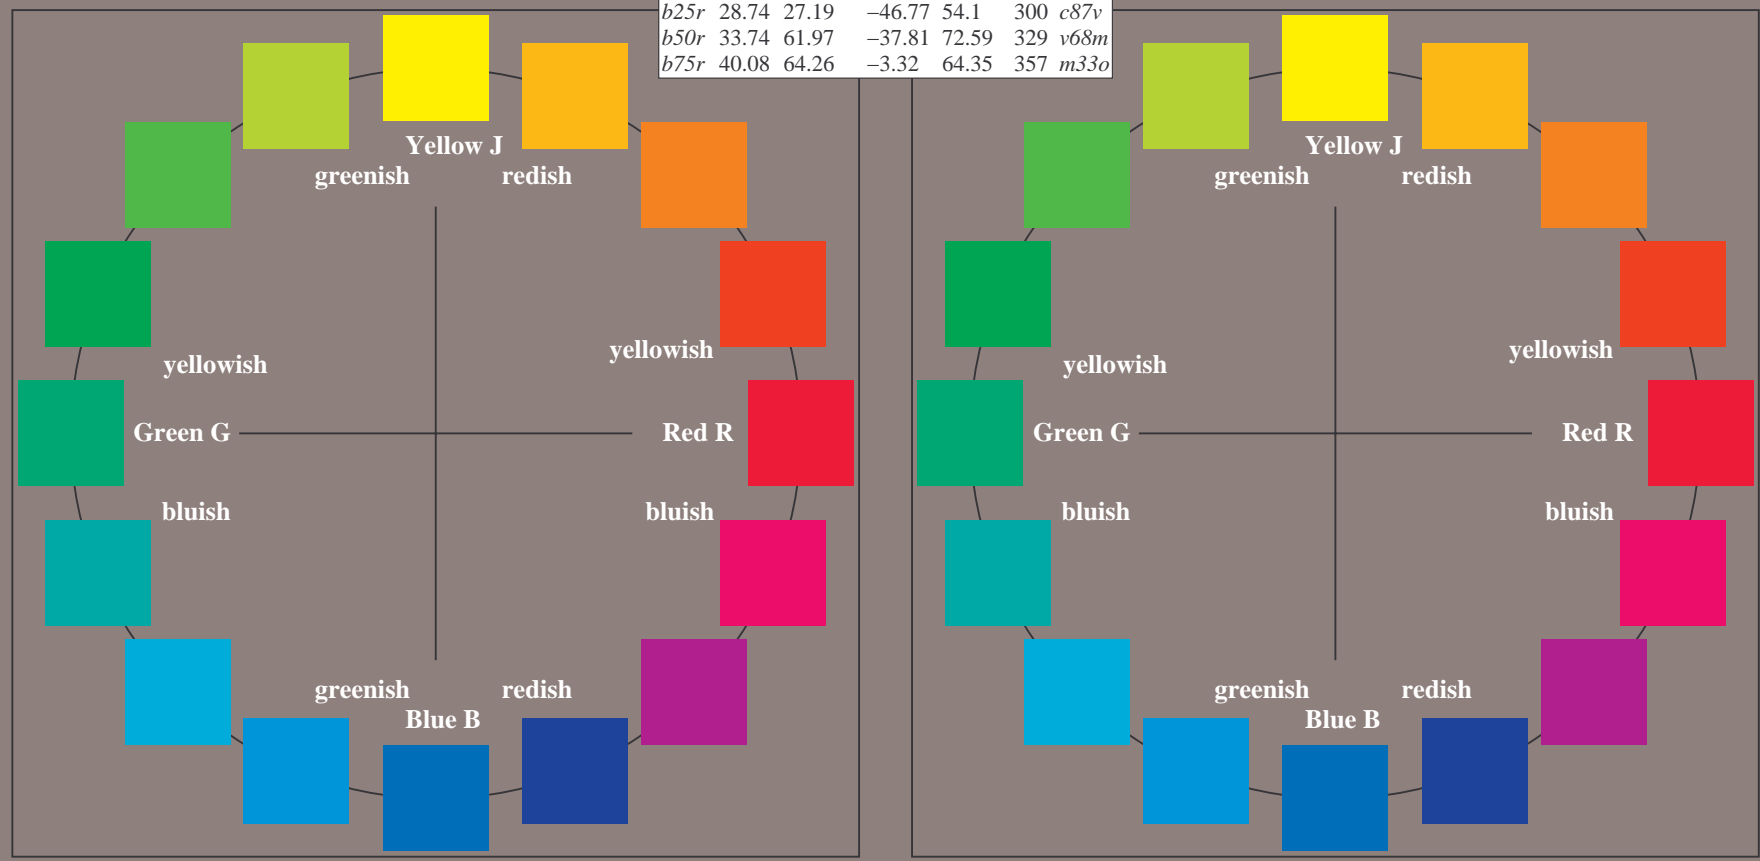 b25r 28.74 27.19 −46.77 54.1 300 c87v
b50r 33.74 61.97 −37.81 72.59 329 v68m
b75r 40.08 64.26 −3.32 64.35 357 m33o
Yellow J
greenish redish
yellowish
yellowish
Green G Red R
bluish bluish
greenish redish
Blue B
Yellow J
greenish redish
yellowish
yellowish
Green G Red R
bluish bluish
greenish redish
Blue B